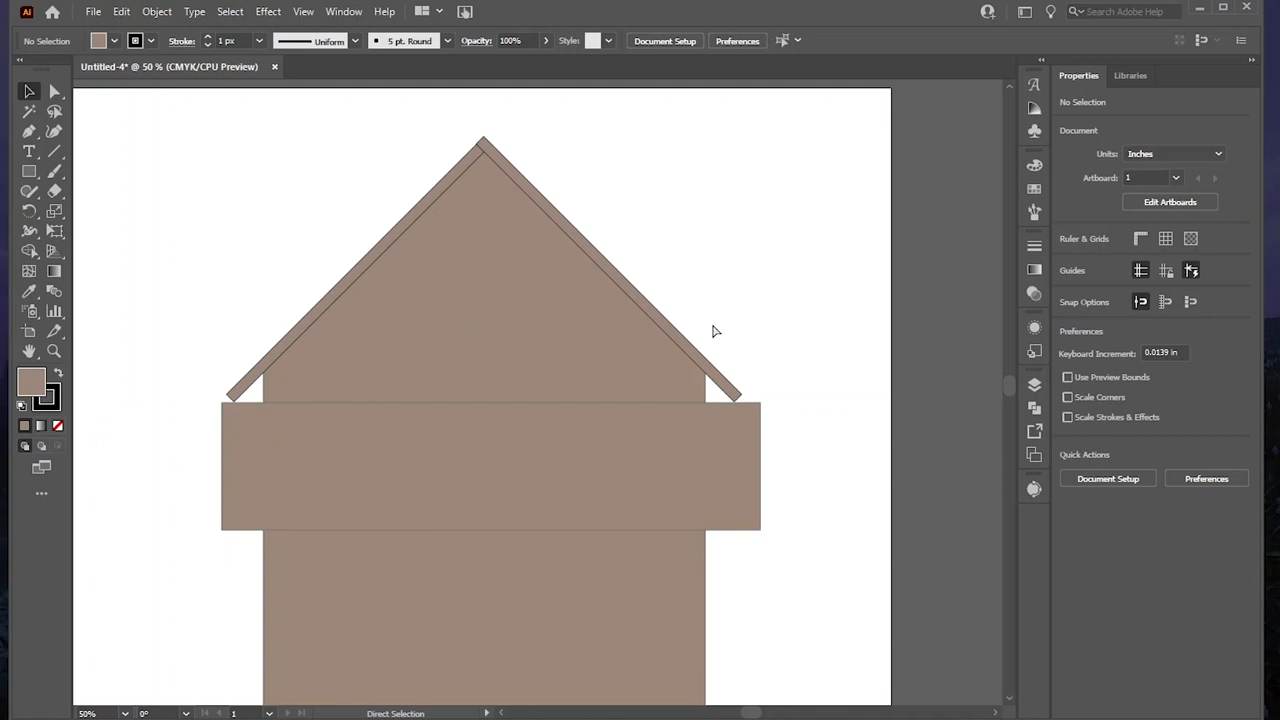 Ai File Edit Object Type Select Effect View Window Help Search Adobe Help
No Selection Stroke: 1 px Uniform 5 pt. Round Opacity: 100% Style: Document Setup Preferences
Untitled-4* @ 50 % (CMYK/CPU Preview) ×
Properties Libraries
No Selection
Document
Units: Inches
Artboard: 1
Edit Artboards
Ruler & Grids
Guides
Snap Options
Preferences
Keyboard Increment: 0.0139 in
Use Preview Bounds
Scale Corners
Scale Strokes & Effects
Quick Actions
Document Setup Preferences
50% 0° 1 Direct Selection